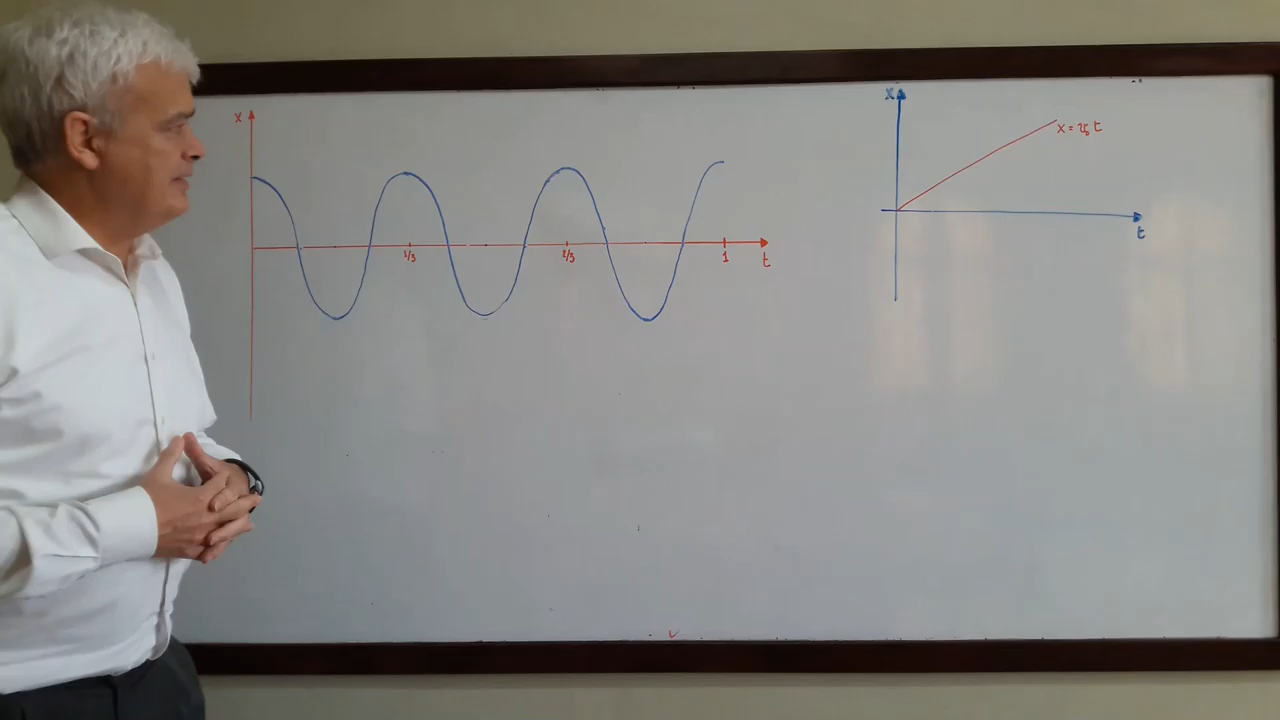 x
1/3
2/3
1
t
x
x = v₀ t
t